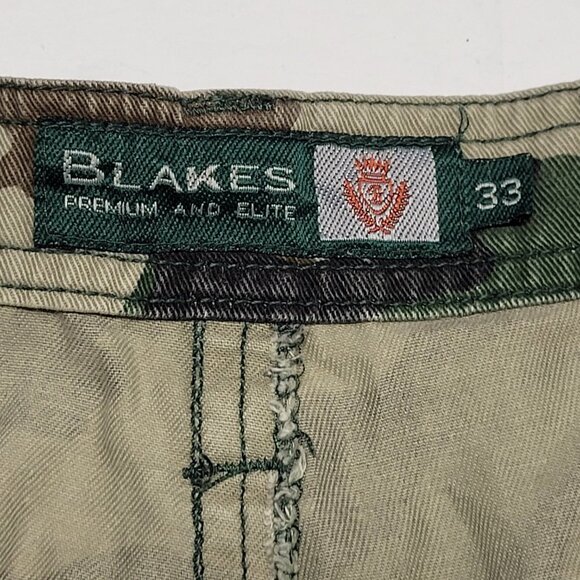 BLAKES
PREMIUM AND ELITE
33